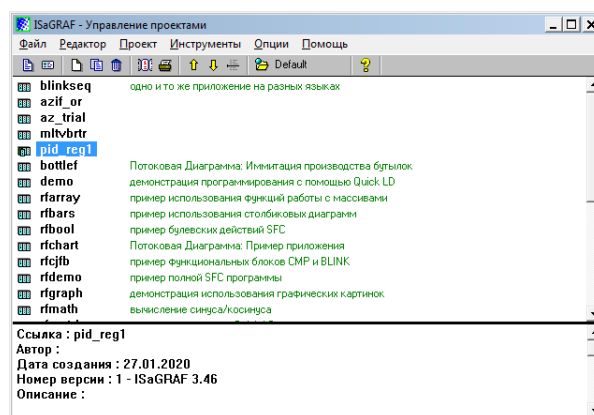 ISaGRAF - Управление проектами
Файл Редактор Проект Инструменты Опции Помощь
Default
blinkseq одно и то же приложение на разных языках
azif_or
az_trial
mltvbrtr
pid_reg1
bottlef Потоковая Диаграмма: Иммитация производства бутылок
demo демонстрация программирования с помощью Quick LD
rfarray пример использования функций работы с массивами
rfbars пример использования столбиковых диаграмм
rfbool пример булевских действий SFC
rfchart Потоковая Диаграмма: Пример приложения
rfcjfb пример функциональных блоков CMP и BLINK
rfdemo пример полной SFC программы
rfgraph демонстрация использования графических картинок
rfmath вычисление синуса/косинуса
Ссылка : pid_reg1
Автор :
Дата создания : 27.01.2020
Номер версии : 1 - ISaGRAF 3.46
Описание :